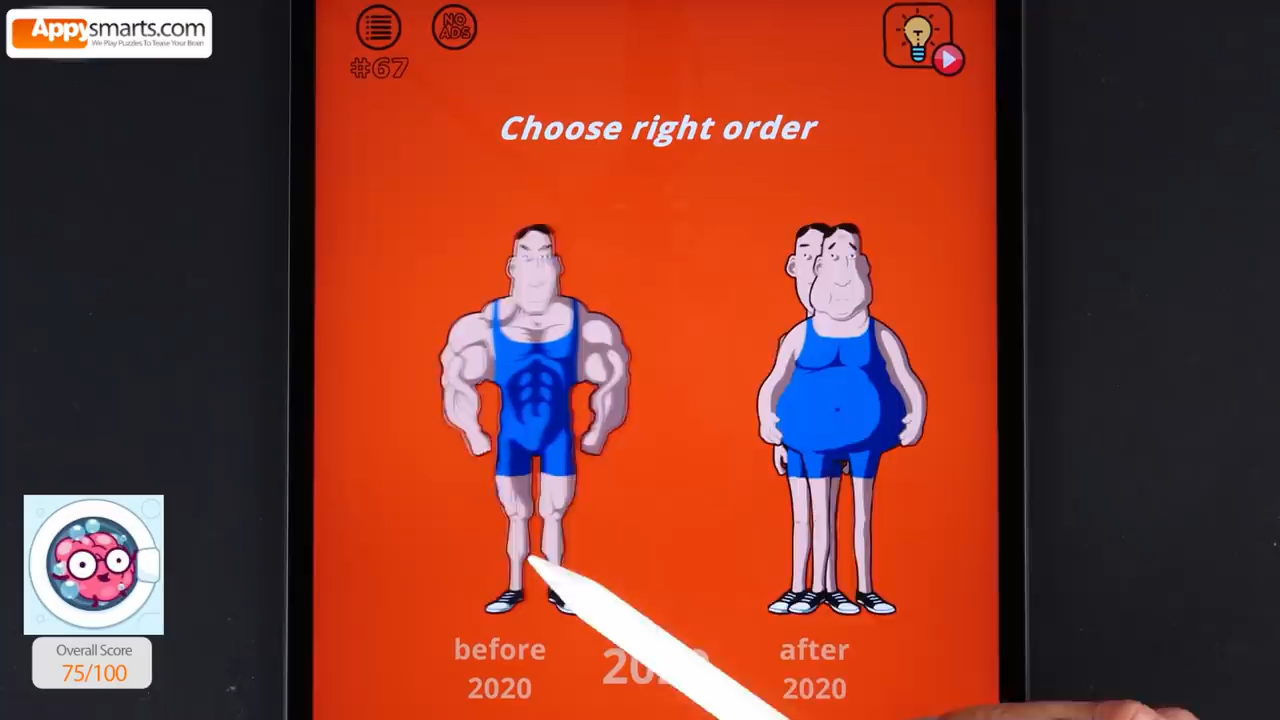 Appysmarts.com
We Play Puzzles To Tease Your Brain
NO
ADS
#67
Choose right order
before
2020
after
2020
Overall Score
75/100